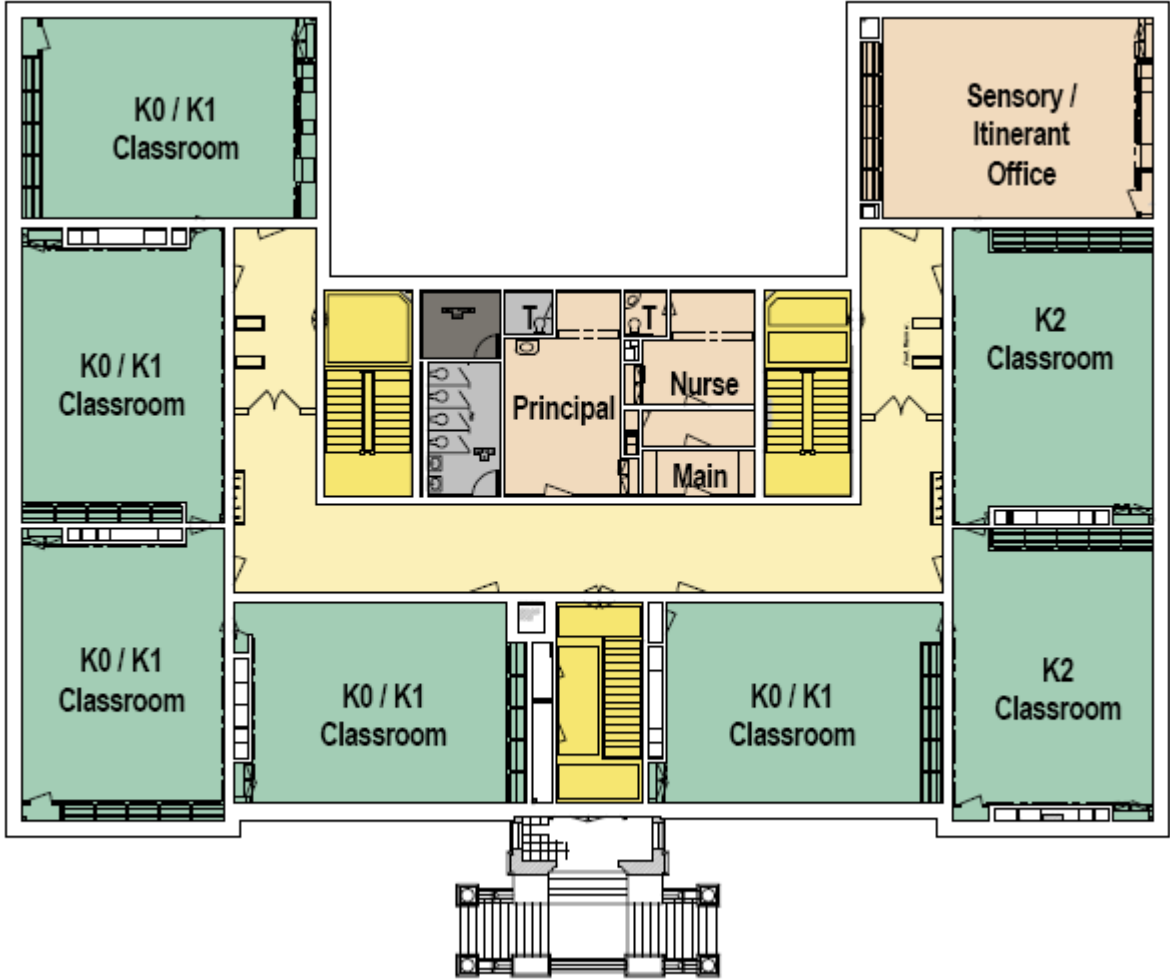 K0 / K1
Classroom
Sensory /
Itinerant
Office
K0 / K1
Classroom
K2
Classroom
T
T
Nurse
Principal
Main
K0 / K1
Classroom
K0 / K1
Classroom
K0 / K1
Classroom
K2
Classroom